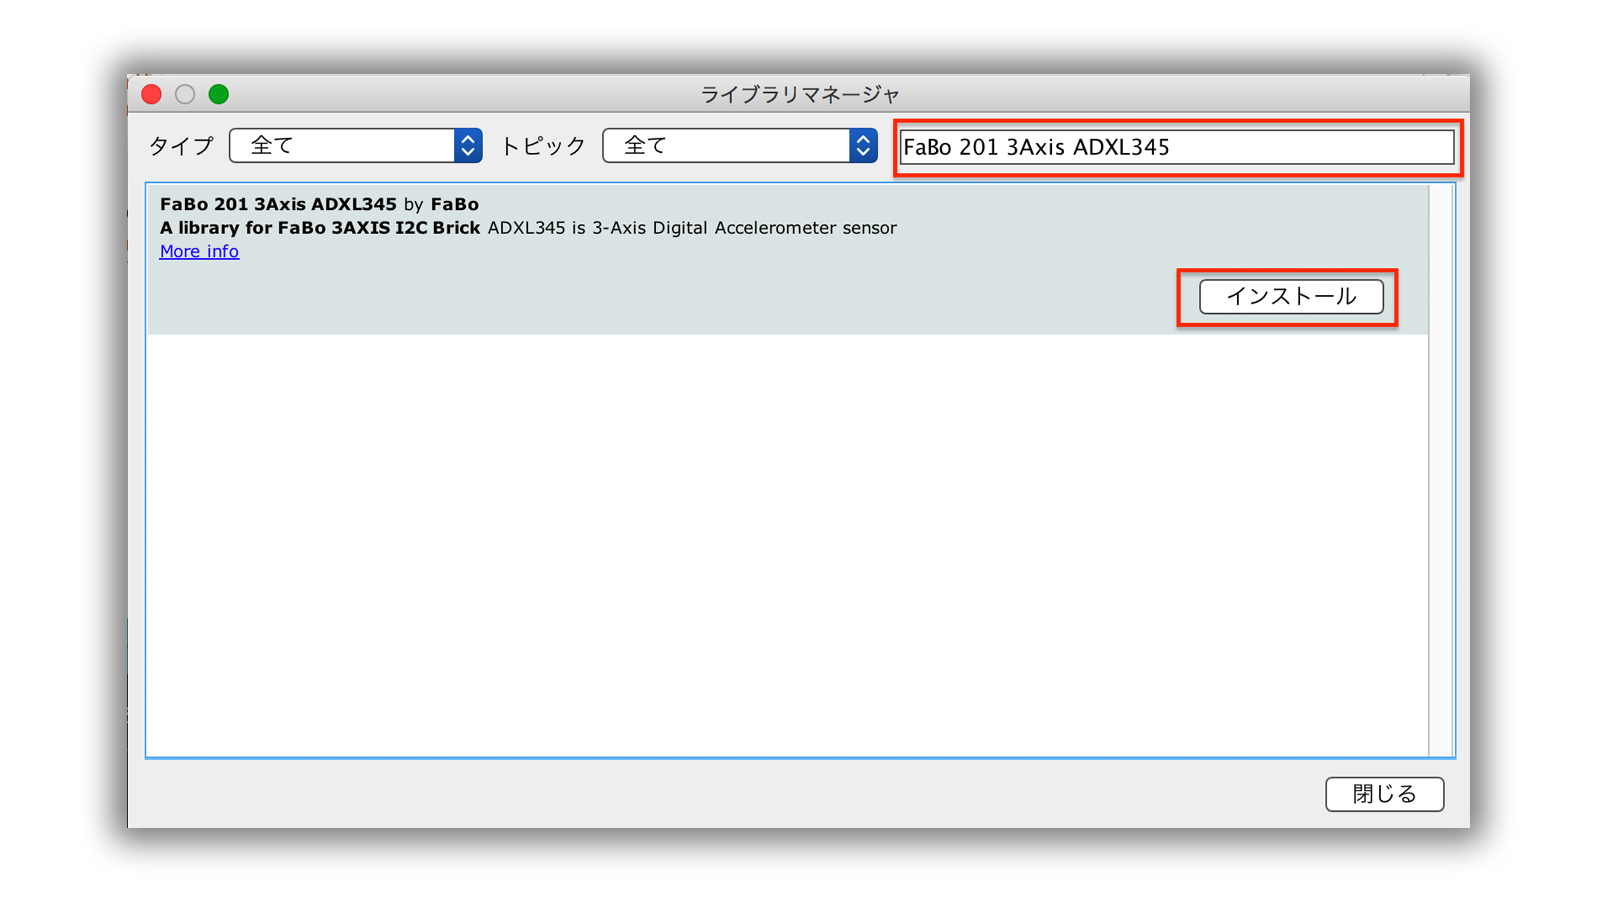 ライブラリマネージャ
タイプ 全て トピック 全て FaBo 201 3Axis ADXL345
FaBo 201 3Axis ADXL345 by FaBo
A library for FaBo 3AXIS I2C Brick ADXL345 is 3-Axis Digital Accelerometer sensor
More info
インストール
閉じる